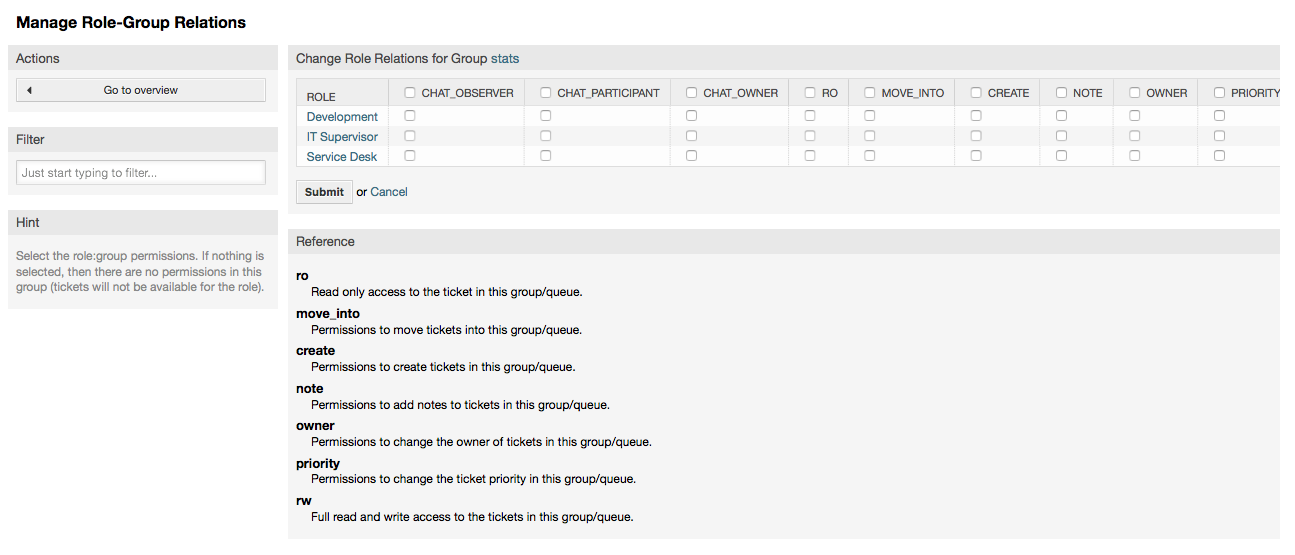 Manage Role-Group Relations
Actions
Go to overview
Filter
Just start typing to filter...
Hint
Select the role:group permissions. If nothing is
selected, then there are no permissions in this
group (tickets will not be available for the role).
Change Role Relations for Group stats
ROLE CHAT_OBSERVER CHAT_PARTICIPANT CHAT_OWNER RO MOVE_INTO CREATE NOTE OWNER PRIORITY
Development
IT Supervisor
Service Desk
Submit or Cancel
Reference
ro
Read only access to the ticket in this group/queue.
move_into
Permissions to move tickets into this group/queue.
create
Permissions to create tickets in this group/queue.
note
Permissions to add notes to tickets in this group/queue.
owner
Permissions to change the owner of tickets in this group/queue.
priority
Permissions to change the ticket priority in this group/queue.
rw
Full read and write access to the tickets in this group/queue.